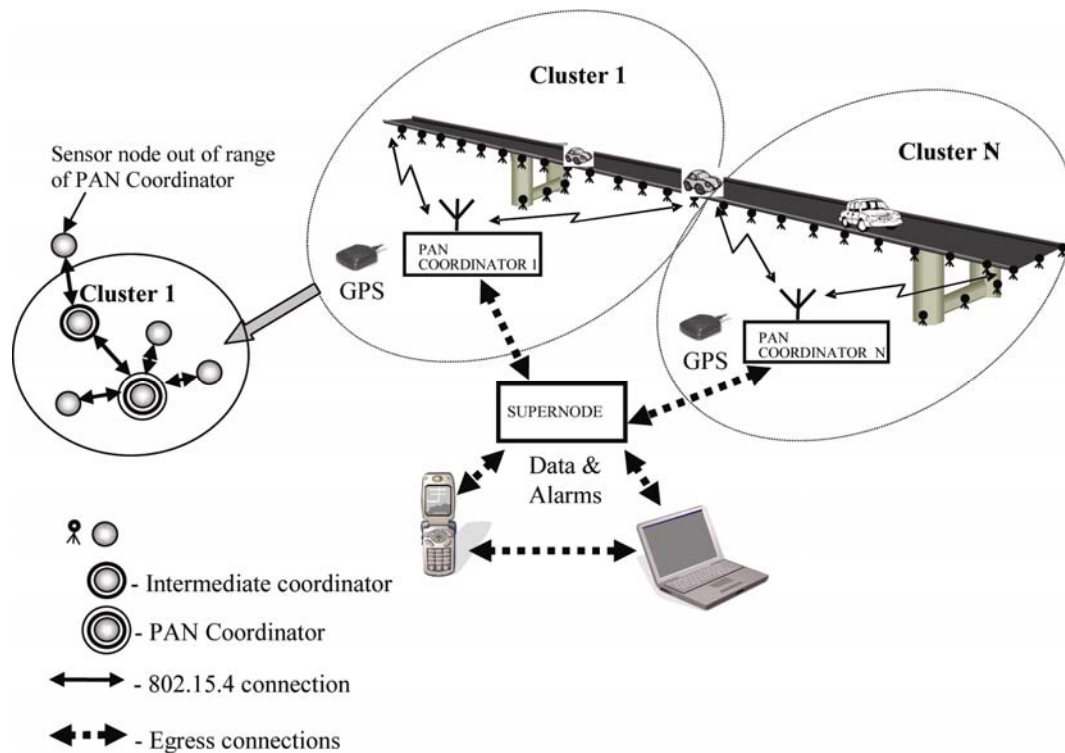 Cluster 1
Cluster N
Sensor node out of range
of PAN Coordinator
PAN
COORDINATOR 1
GPS
Cluster 1
PAN
COORDINATOR N
GPS
SUPERNODE
Data &
Alarms
- Intermediate coordinator
- PAN Coordinator
- 802.15.4 connection
- Egress connections